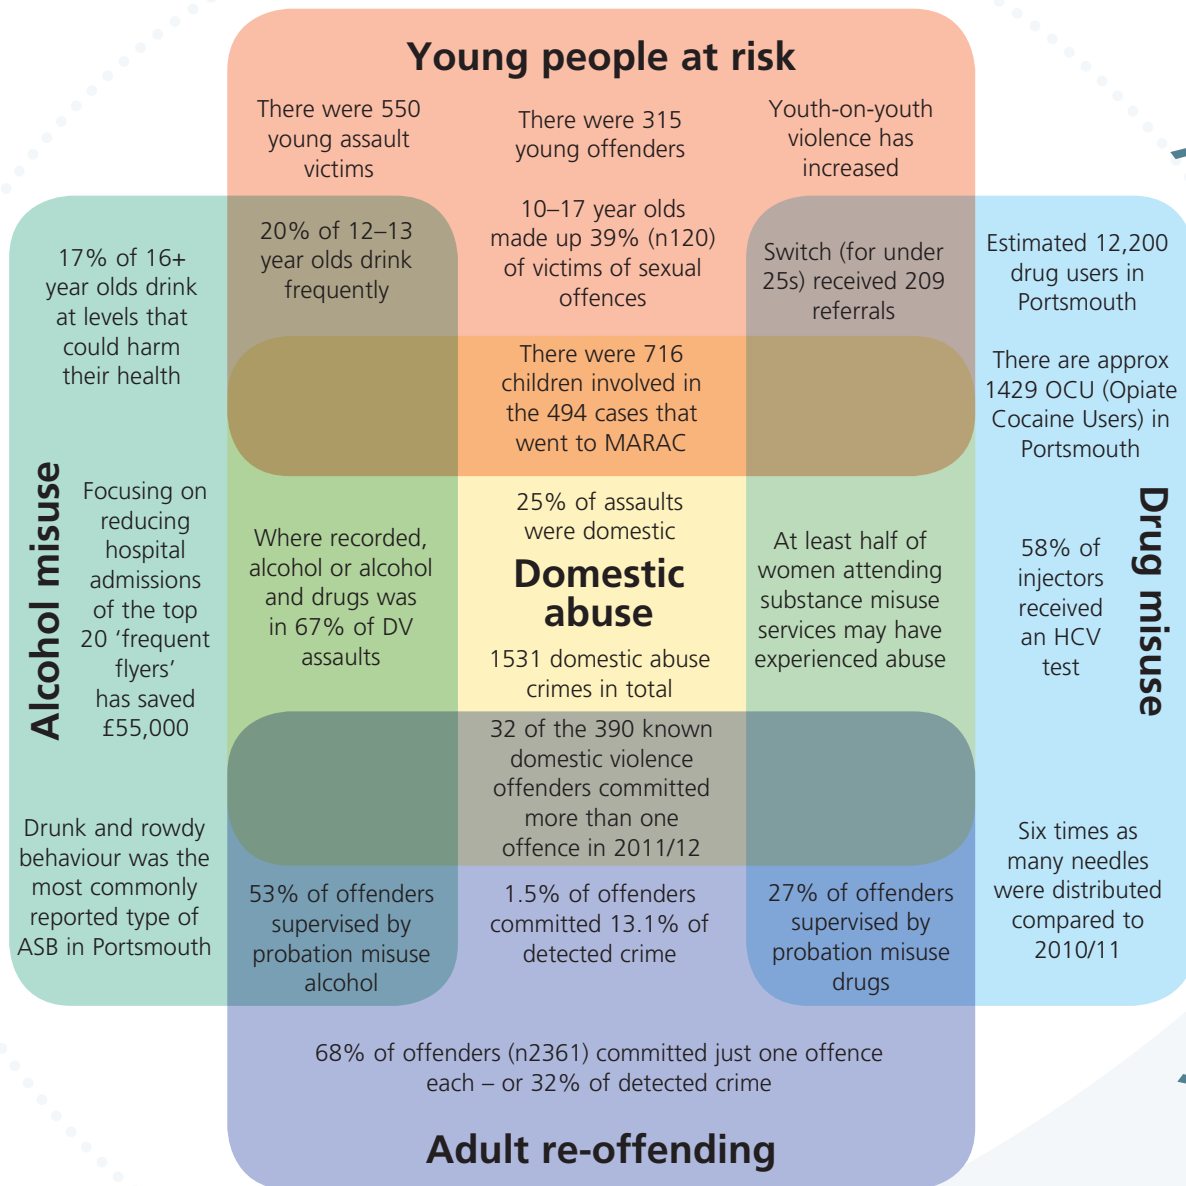 Young people at risk
There were 550
young assault
victims
There were 315
young offenders
Youth-on-youth
violence has
increased
20% of 12–13
year olds drink
frequently
10–17 year olds
made up 39% (n120)
of victims of sexual
offences
Switch (for under
25s) received 209
referrals
There were 716
children involved in
the 494 cases that
went to MARAC
Alcohol misuse
17% of 16+
year olds drink
at levels that
could harm
their health
Focusing on
reducing
hospital
admissions
of the top
20 ‘frequent
flyers’
has saved
£55,000
Drunk and rowdy
behaviour was the
most commonly
reported type of
ASB in Portsmouth
Where recorded,
alcohol or alcohol
and drugs was
in 67% of DV
assaults
25% of assaults
were domestic
Domestic
abuse
1531 domestic abuse
crimes in total
At least half of
women attending
substance misuse
services may have
experienced abuse
Drug misuse
Estimated 12,200
drug users in
Portsmouth
There are approx
1429 OCU (Opiate
Cocaine Users) in
Portsmouth
58% of
injectors
received
an HCV
test
Six times as
many needles
were distributed
compared to
2010/11
32 of the 390 known
domestic violence
offenders committed
more than one
offence in 2011/12
53% of offenders
supervised by
probation misuse
alcohol
1.5% of offenders
committed 13.1% of
detected crime
27% of offenders
supervised by
probation misuse
drugs
68% of offenders (n2361) committed just one offence
each – or 32% of detected crime
Adult re-offending